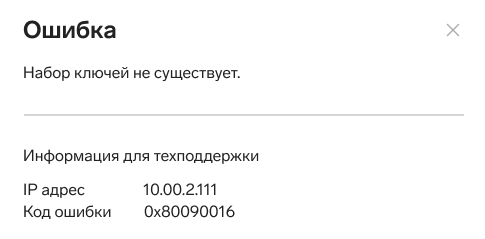 Ошибка
Набор ключей не существует.
Информация для техподдержки
IP адрес 10.00.2.111
Код ошибки 0x80090016